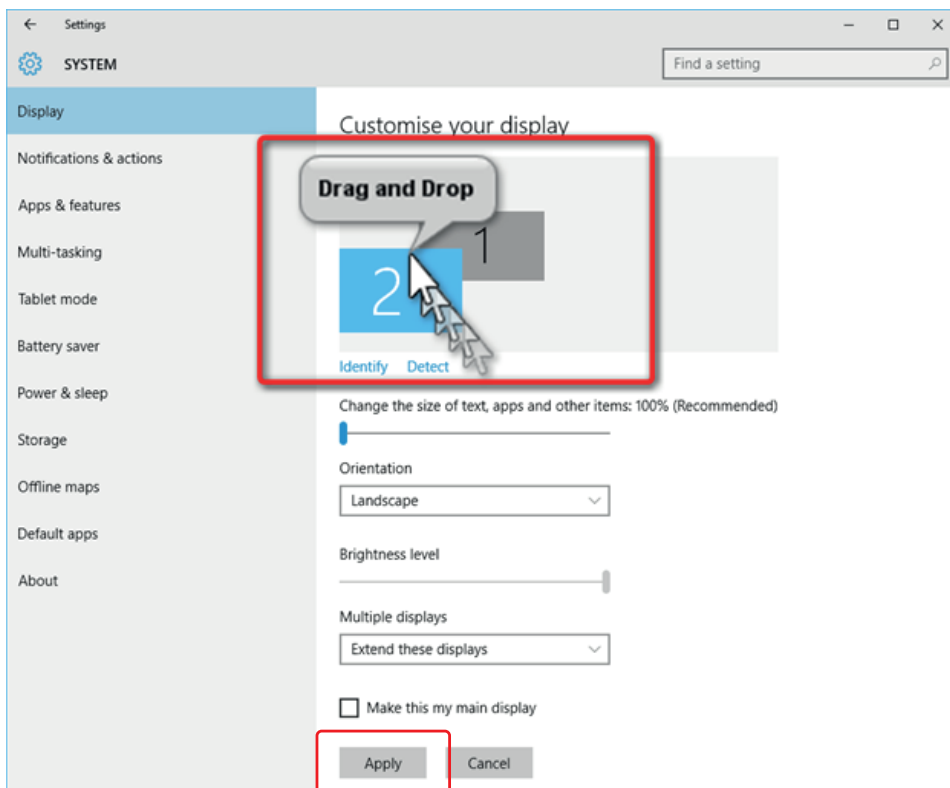 Settings
SYSTEM
Find a setting
Display
Notifications & actions
Apps & features
Multi-tasking
Tablet mode
Battery saver
Power & sleep
Storage
Offline maps
Default apps
About
Customise your display
Drag and Drop
1
2
Identify Detect
Change the size of text, apps and other items: 100% (Recommended)
Orientation
Landscape
Brightness level
Multiple displays
Extend these displays
Make this my main display
Apply Cancel